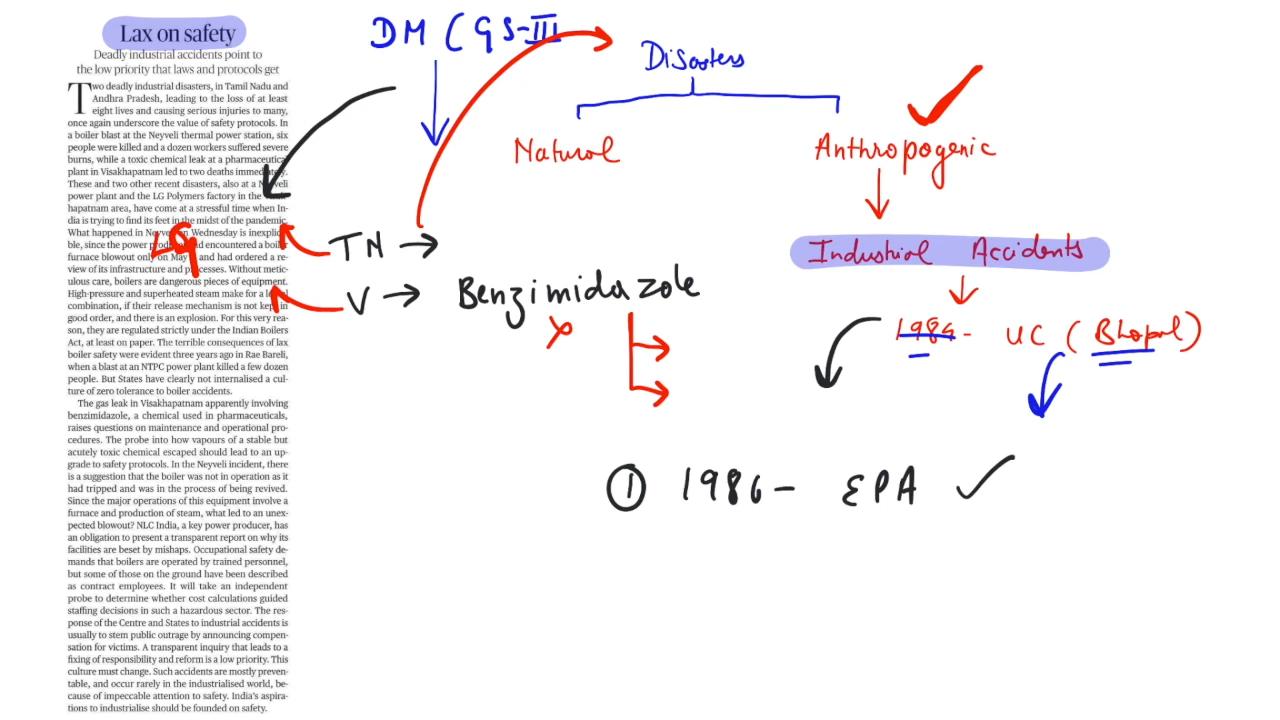 Lax on safety
Deadly industrial accidents point to
the low priority that laws and protocols get
Two deadly industrial disasters, in Tamil Nadu and
Andhra Pradesh, leading to the loss of at least
eight lives and causing serious injuries to many,
once again underscore the value of safety protocols. In
a boiler blast at the Neyveli thermal power station, six
people were killed and a dozen workers suffered severe
burns, while a toxic chemical leak at a pharmaceutical
plant in Visakhapatnam led to two deaths immediately.
These and two other recent disasters, also at a Neyveli
power plant and the LG Polymers factory in the
hapatnam area, have come at a stressful time when In-
dia is trying to find its feet in the midst of the pandemic.
What happened in Neyveli on Wednesday is inexplica-
ble, since the power had encountered a boiler
furnace blowout only on May and had ordered a re-
view of its infrastructure and processes. Without metic-
ulous care, boilers are dangerous pieces of equipment.
High-pressure and superheated steam make for a lethal
combination, if their release mechanism is not kept in
good order, and there is an explosion. For this very rea-
son, they are regulated strictly under the Indian Boilers
Act, at least on paper. The terrible consequences of lax
boiler safety were evident three years ago in Rae Bareli,
when a blast at an NTPC power plant killed a few dozen
people. But States have clearly not internalised a cul-
ture of zero tolerance to boiler accidents.
The gas leak in Visakhapatnam apparently involving
benzimidazole, a chemical used in pharmaceuticals,
raises questions on maintenance and operational pro-
cedures. The probe into how vapours of a stable but
acutely toxic chemical escaped should lead to an up-
grade to safety protocols. In the Neyveli incident, there
is a suggestion that the boiler was not in operation as it
had tripped and was in the process of being revived.
Since the major operations of this equipment involve a
furnace and production of steam, what led to an unex-
pected blowout? NLC India, a key power producer, has
an obligation to present a transparent report on why its
facilities are beset by mishaps. Occupational safety de-
mands that boilers are operated by trained personnel,
but some of those on the ground have been described
as contract employees. It will take an independent
probe to determine whether cost calculations guided
staffing decisions in such a hazardous sector. The res-
ponse of the Centre and States to industrial accidents is
usually to stem public outrage by announcing compen-
sation for victims. A transparent inquiry that leads to a
fixing of responsibility and reform is a low priority. This
culture must change. Such accidents are mostly preven-
table, and occur rarely in the industrialised world, be-
cause of impeccable attention to safety. India's aspira-
tions to industrialise should be founded on safety.
LG
DM (GS-III
Disasters
Natural
Anthropogenic
TN →
V → Benzimidazole
Industrial Accidents
1984 - UC (Bhopal)
① 1986 - EPA ✓